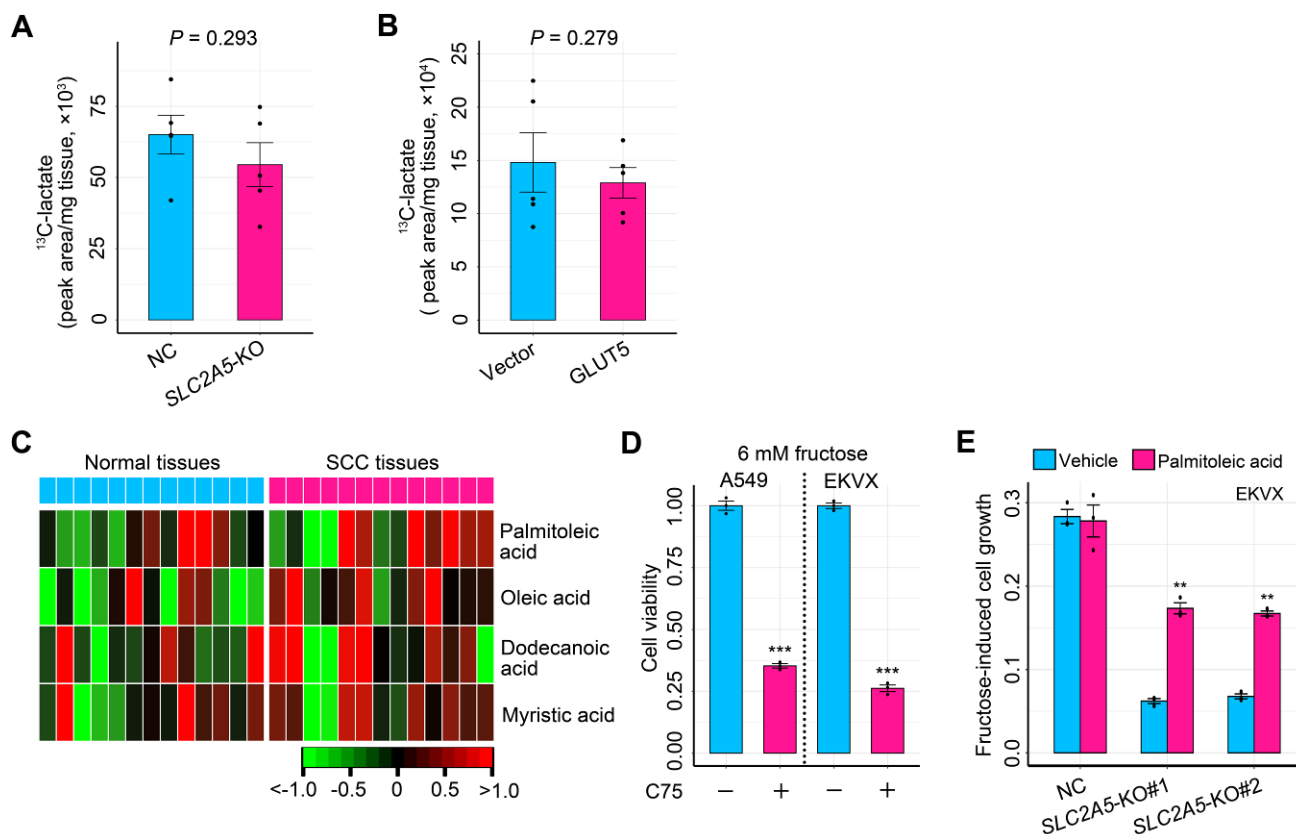 A
P = 0.293
¹³C-lactate
(peak area/mg tissue, ×10³)
75
50
25
0
NC
SLC2A5-KO
B
P = 0.279
¹³C-lactate
( peak area/mg tissue, ×10⁴)
25
20
15
10
5
0
Vector
GLUT5
C
Normal tissues
SCC tissues
Palmitoleic
acid
Oleic acid
Dodecanoic
acid
Myristic acid
<-1.0
-0.5
0
0.5
>1.0
D
6 mM fructose
A549
EKVX
Cell viability
1.00
0.75
0.50
0.25
0.00
***
***
C75
−
+
−
+
E
Vehicle
Palmitoleic acid
EKVX
Fructose-induced cell growth
0.3
0.2
0.1
0.0
**
**
NC
SLC2A5-KO#1
SLC2A5-KO#2